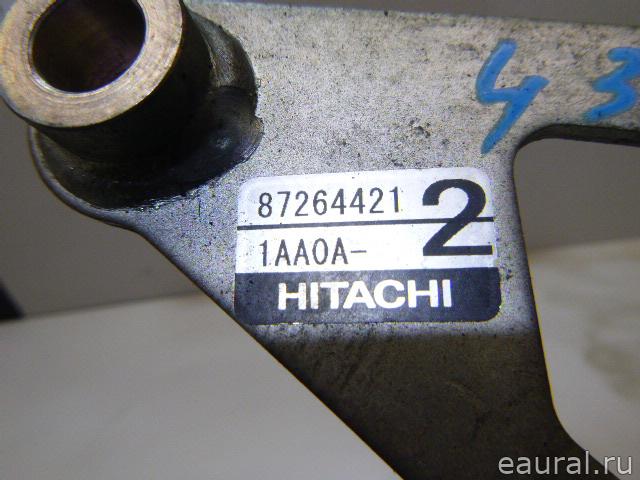 43
87264421
2
1AA0A-
HITACHI
eaural.ru